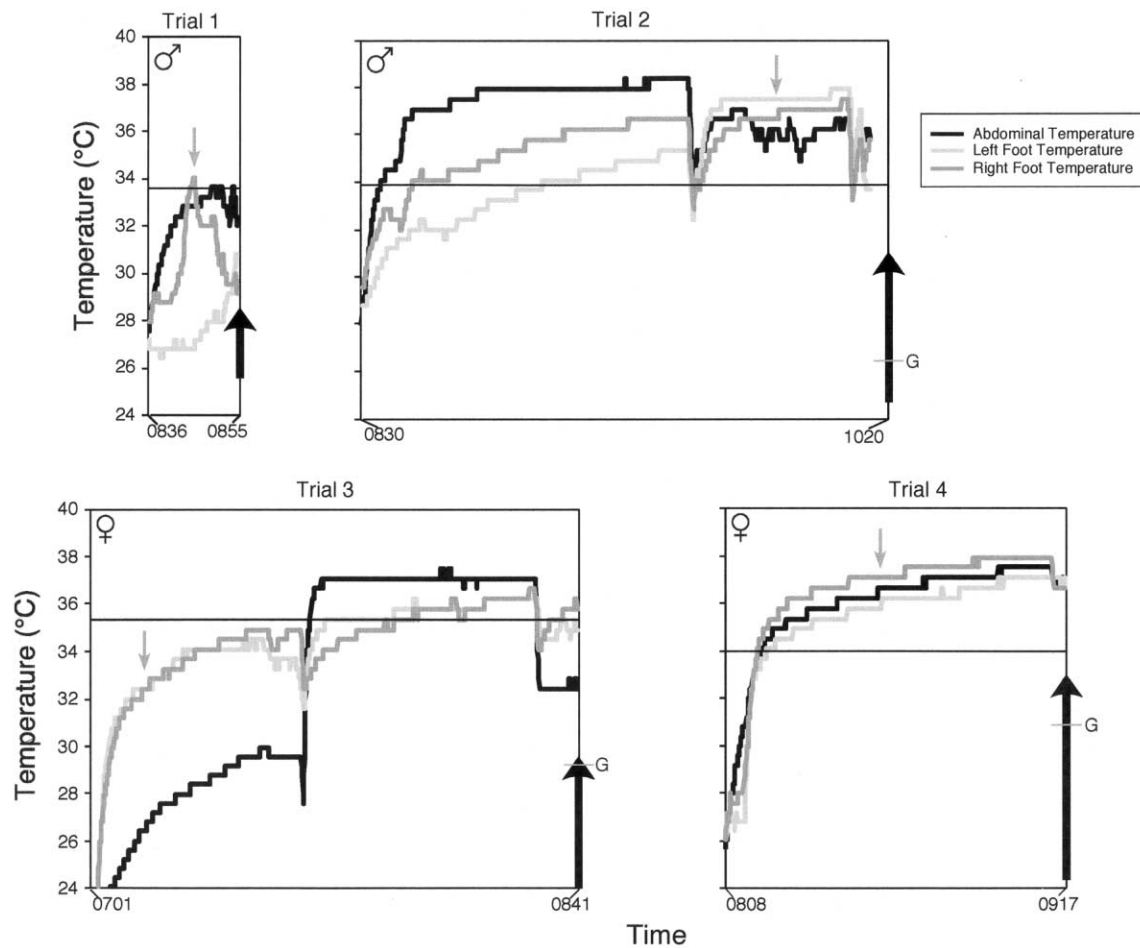 Trial 1
Trial 2
40
38
36
34
32
30
28
26
24
Temperature (°C)
♂
♂
Abdominal Temperature
Left Foot Temperature
Right Foot Temperature
G
0836
0855
0830
1020
Trial 3
Trial 4
40
38
36
34
32
30
28
26
24
Temperature (°C)
♀
♀
G
G
0701
0841
0808
0917
Time